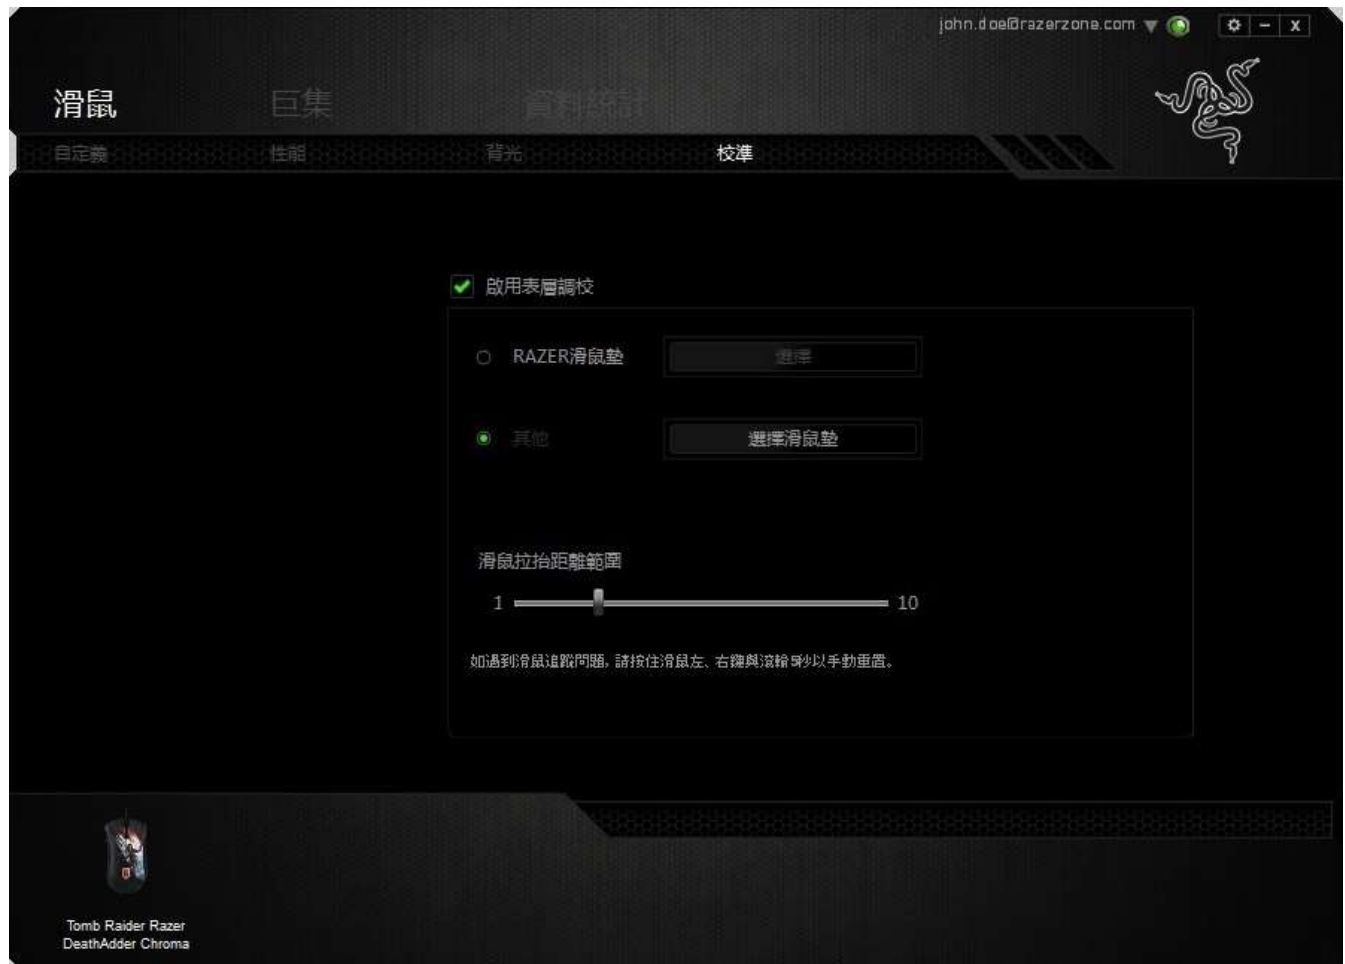 john.doe@razerzone.com
滑鼠 巨集 資料統計
自定義 性能 背光 校準
啟用表層調校
RAZER滑鼠墊 選擇
其他 選擇滑鼠墊
滑鼠拉抬距離範圍
1 10
如遇到滑鼠追蹤問題, 請按住滑鼠左、右鍵與滾輪5秒以手動重置。
Tomb Raider Razer
DeathAdder Chroma